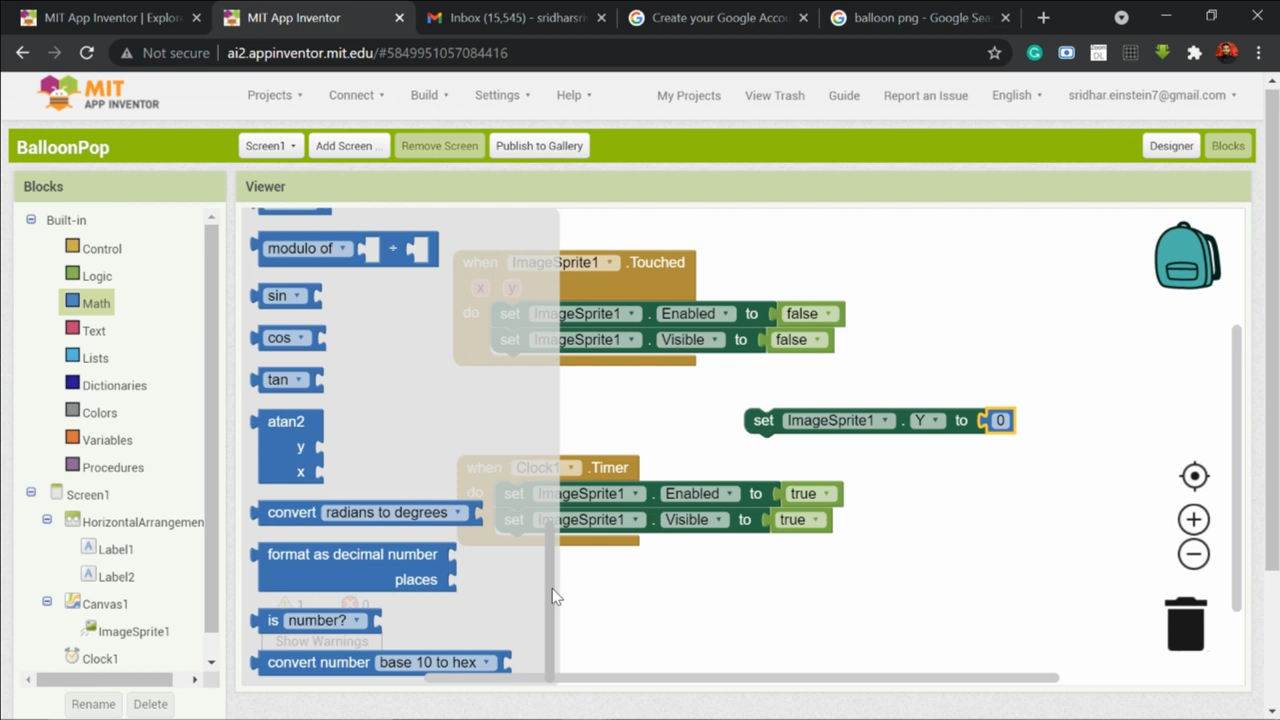 MIT App Inventor | Explor
MIT App Inventor
Inbox (15,545) - sridharsri
Create your Google Accou
balloon png - Google Sea
Not secure
ai2.appinventor.mit.edu/#5849951057084416
MIT
APP INVENTOR
Projects
Connect
Build
Settings
Help
My Projects
View Trash
Guide
Report an Issue
English
sridhar.einstein7@gmail.com
BalloonPop
Screen1
Add Screen ...
Remove Screen
Publish to Gallery
Designer
Blocks
Blocks
Viewer
Built-in
Control
Logic
Math
Text
Lists
Dictionaries
Colors
Variables
Procedures
Screen1
HorizontalArrangemen
Label1
Label2
Canvas1
ImageSprite1
Clock1
Rename
Delete
modulo of ÷
sin
cos
tan
atan2
y
x
convert radians to degrees
format as decimal number
places
1 0
is number?
Show Warnings
convert number base 10 to hex
when ImageSprite1 .Touched
x y
do set ImageSprite1 . Enabled to false
set ImageSprite1 . Visible to false
set ImageSprite1 . Y to 0
when Clock1 .Timer
do set ImageSprite1 . Enabled to true
set ImageSprite1 . Visible to true